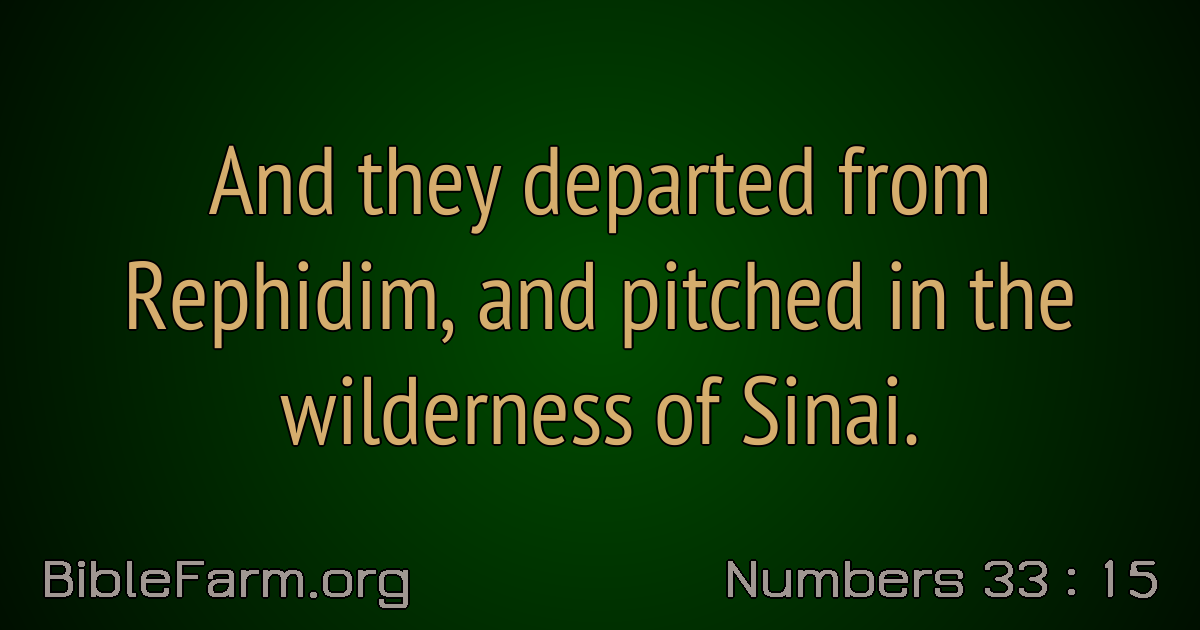 And they departed from
Rephidim, and pitched in the
wilderness of Sinai.
BibleFarm.org
Numbers 33 : 15